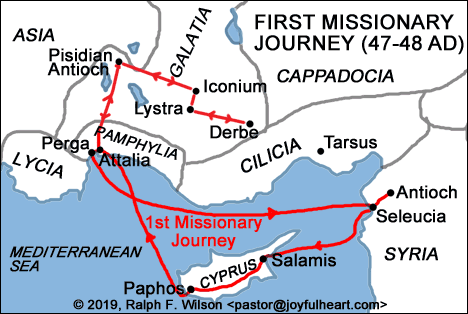 FIRST MISSIONARY
JOURNEY (47-48 AD)
ASIA
Pisidian
Antioch
GALATIA
Iconium
CAPPADOCIA
Lystra
Derbe
PAMPHYLIA
Perga
Attalia
LYCIA
CILICIA
Tarsus
Antioch
Seleucia
1st Missionary
Journey
MEDITERRANEAN
SEA
CYPRUS
Salamis
SYRIA
Paphos
© 2019, Ralph F. Wilson <pastor@joyfulheart.com>